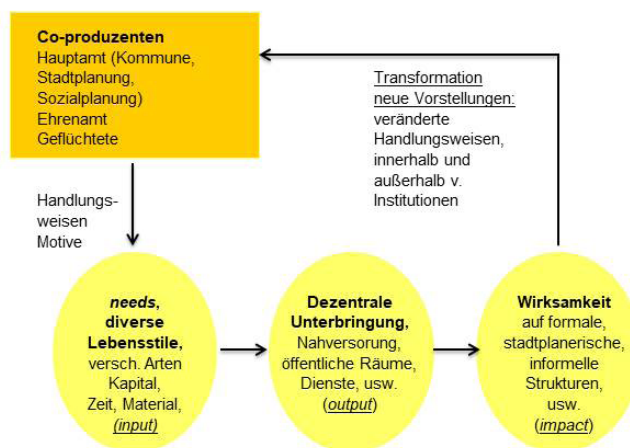 Co-produzenten
Hauptamt (Kommune,
Stadtplanung,
Sozialplanung)
Ehrenamt
Geflüchtete
Transformation
neue Vorstellungen:
veränderte
Handlungsweisen,
innerhalb und
außerhalb v.
Institutionen
Handlungs-
weisen
Motive
needs,
diverse
Lebensstile,
versch. Arten
Kapital,
Zeit, Material,
(input)
Dezentrale
Unterbringung,
Nahversorung,
öffentliche Räume,
Dienste, usw.
(output)
Wirksamkeit
auf formale,
stadtplanerische,
informelle
Strukturen,
usw.
(impact)